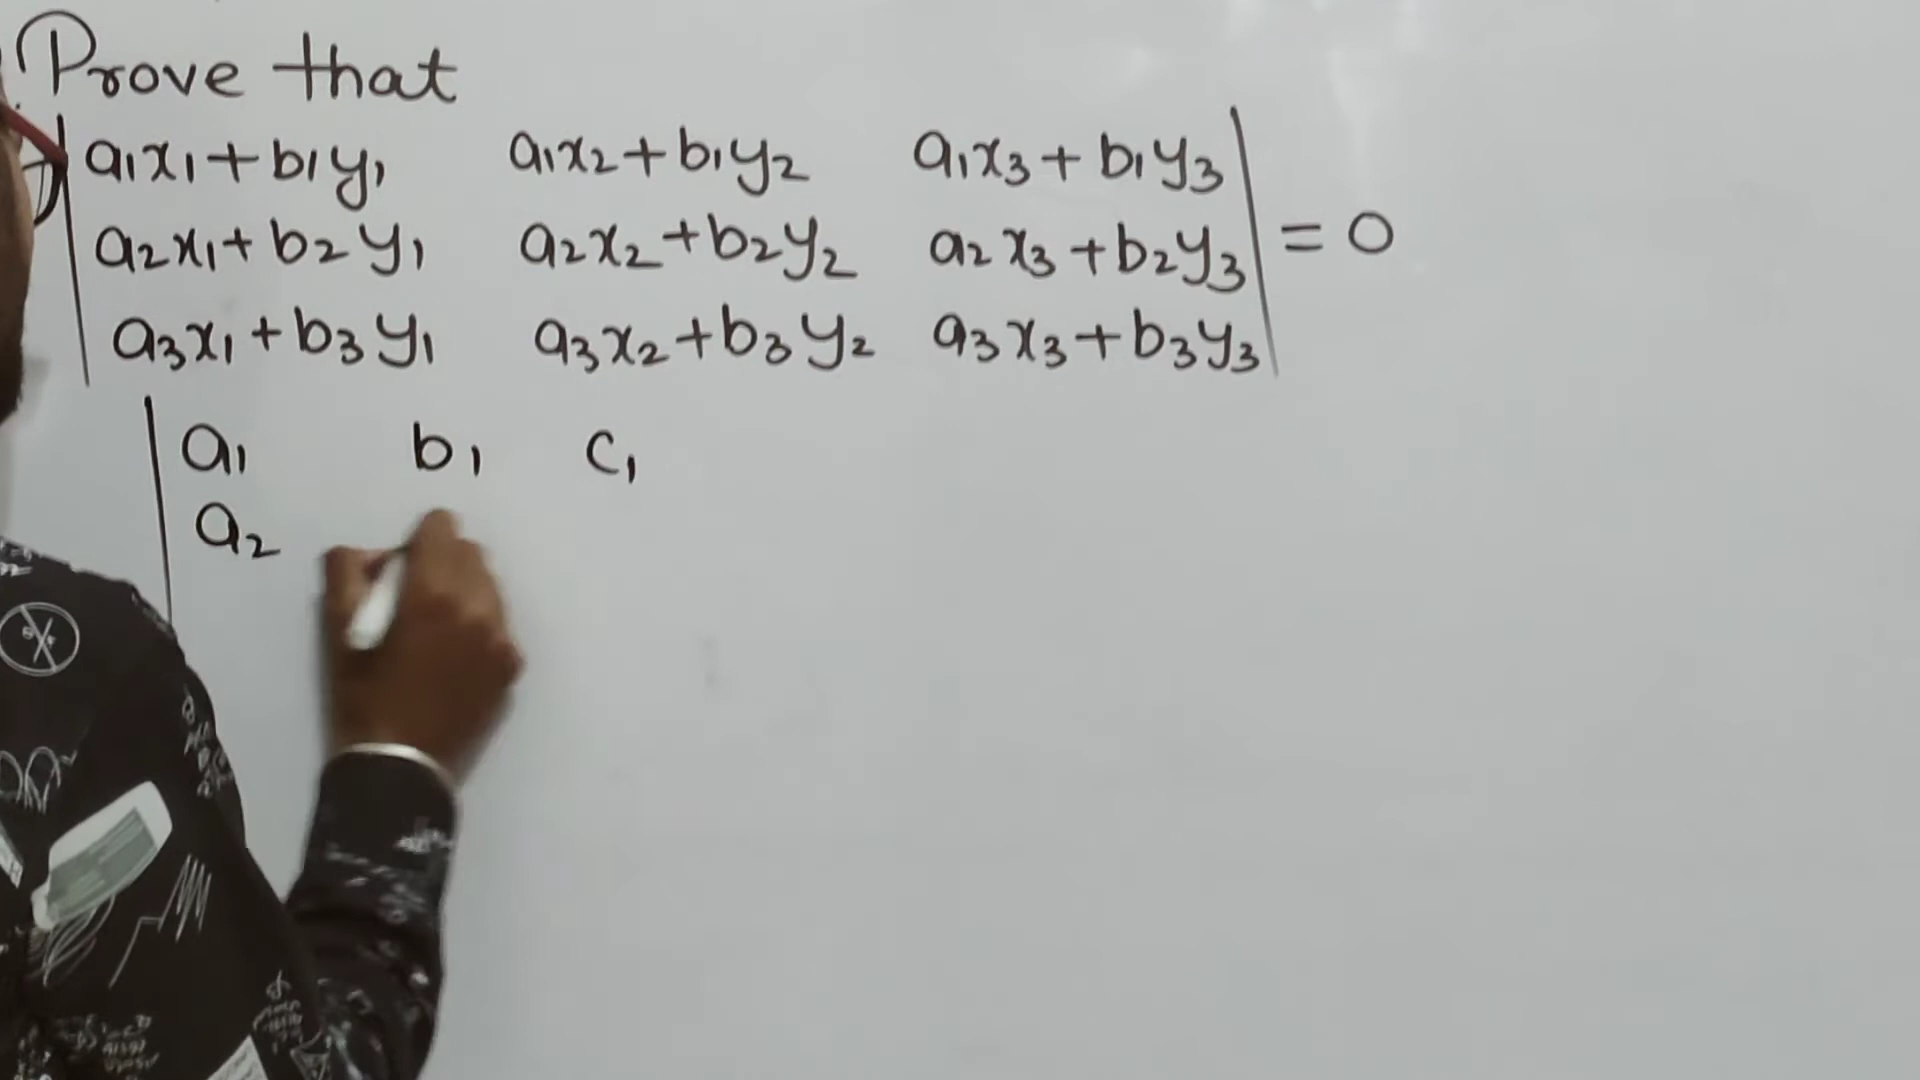 Prove that
| a1x1 + b1y1 a1x2 + b1y2 a1x3 + b1y3 |
| a2x1 + b2y1 a2x2 + b2y2 a2x3 + b2y3 | = 0
| a3x1 + b3y1 a3x2 + b3y2 a3x3 + b3y3 |
| a1 b1 c1
| a2